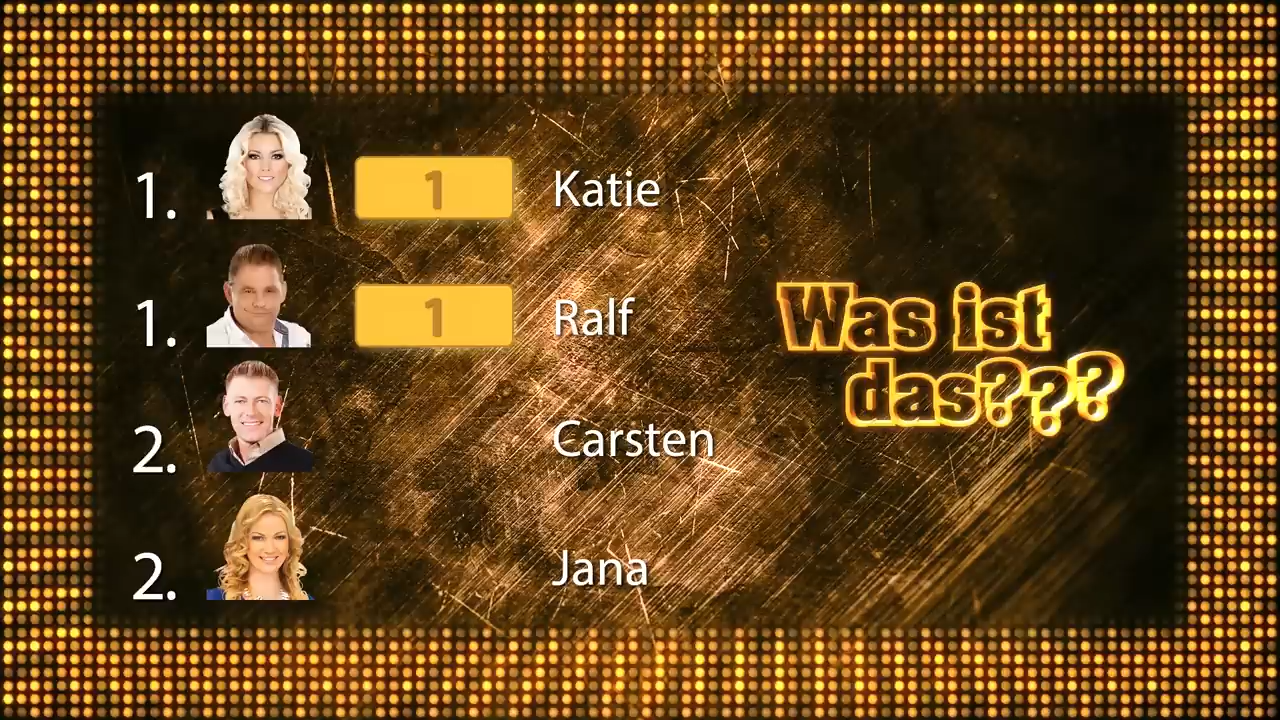 1. 1 Katie
1. 1 Ralf
2. Carsten
2. Jana
Was ist
das???